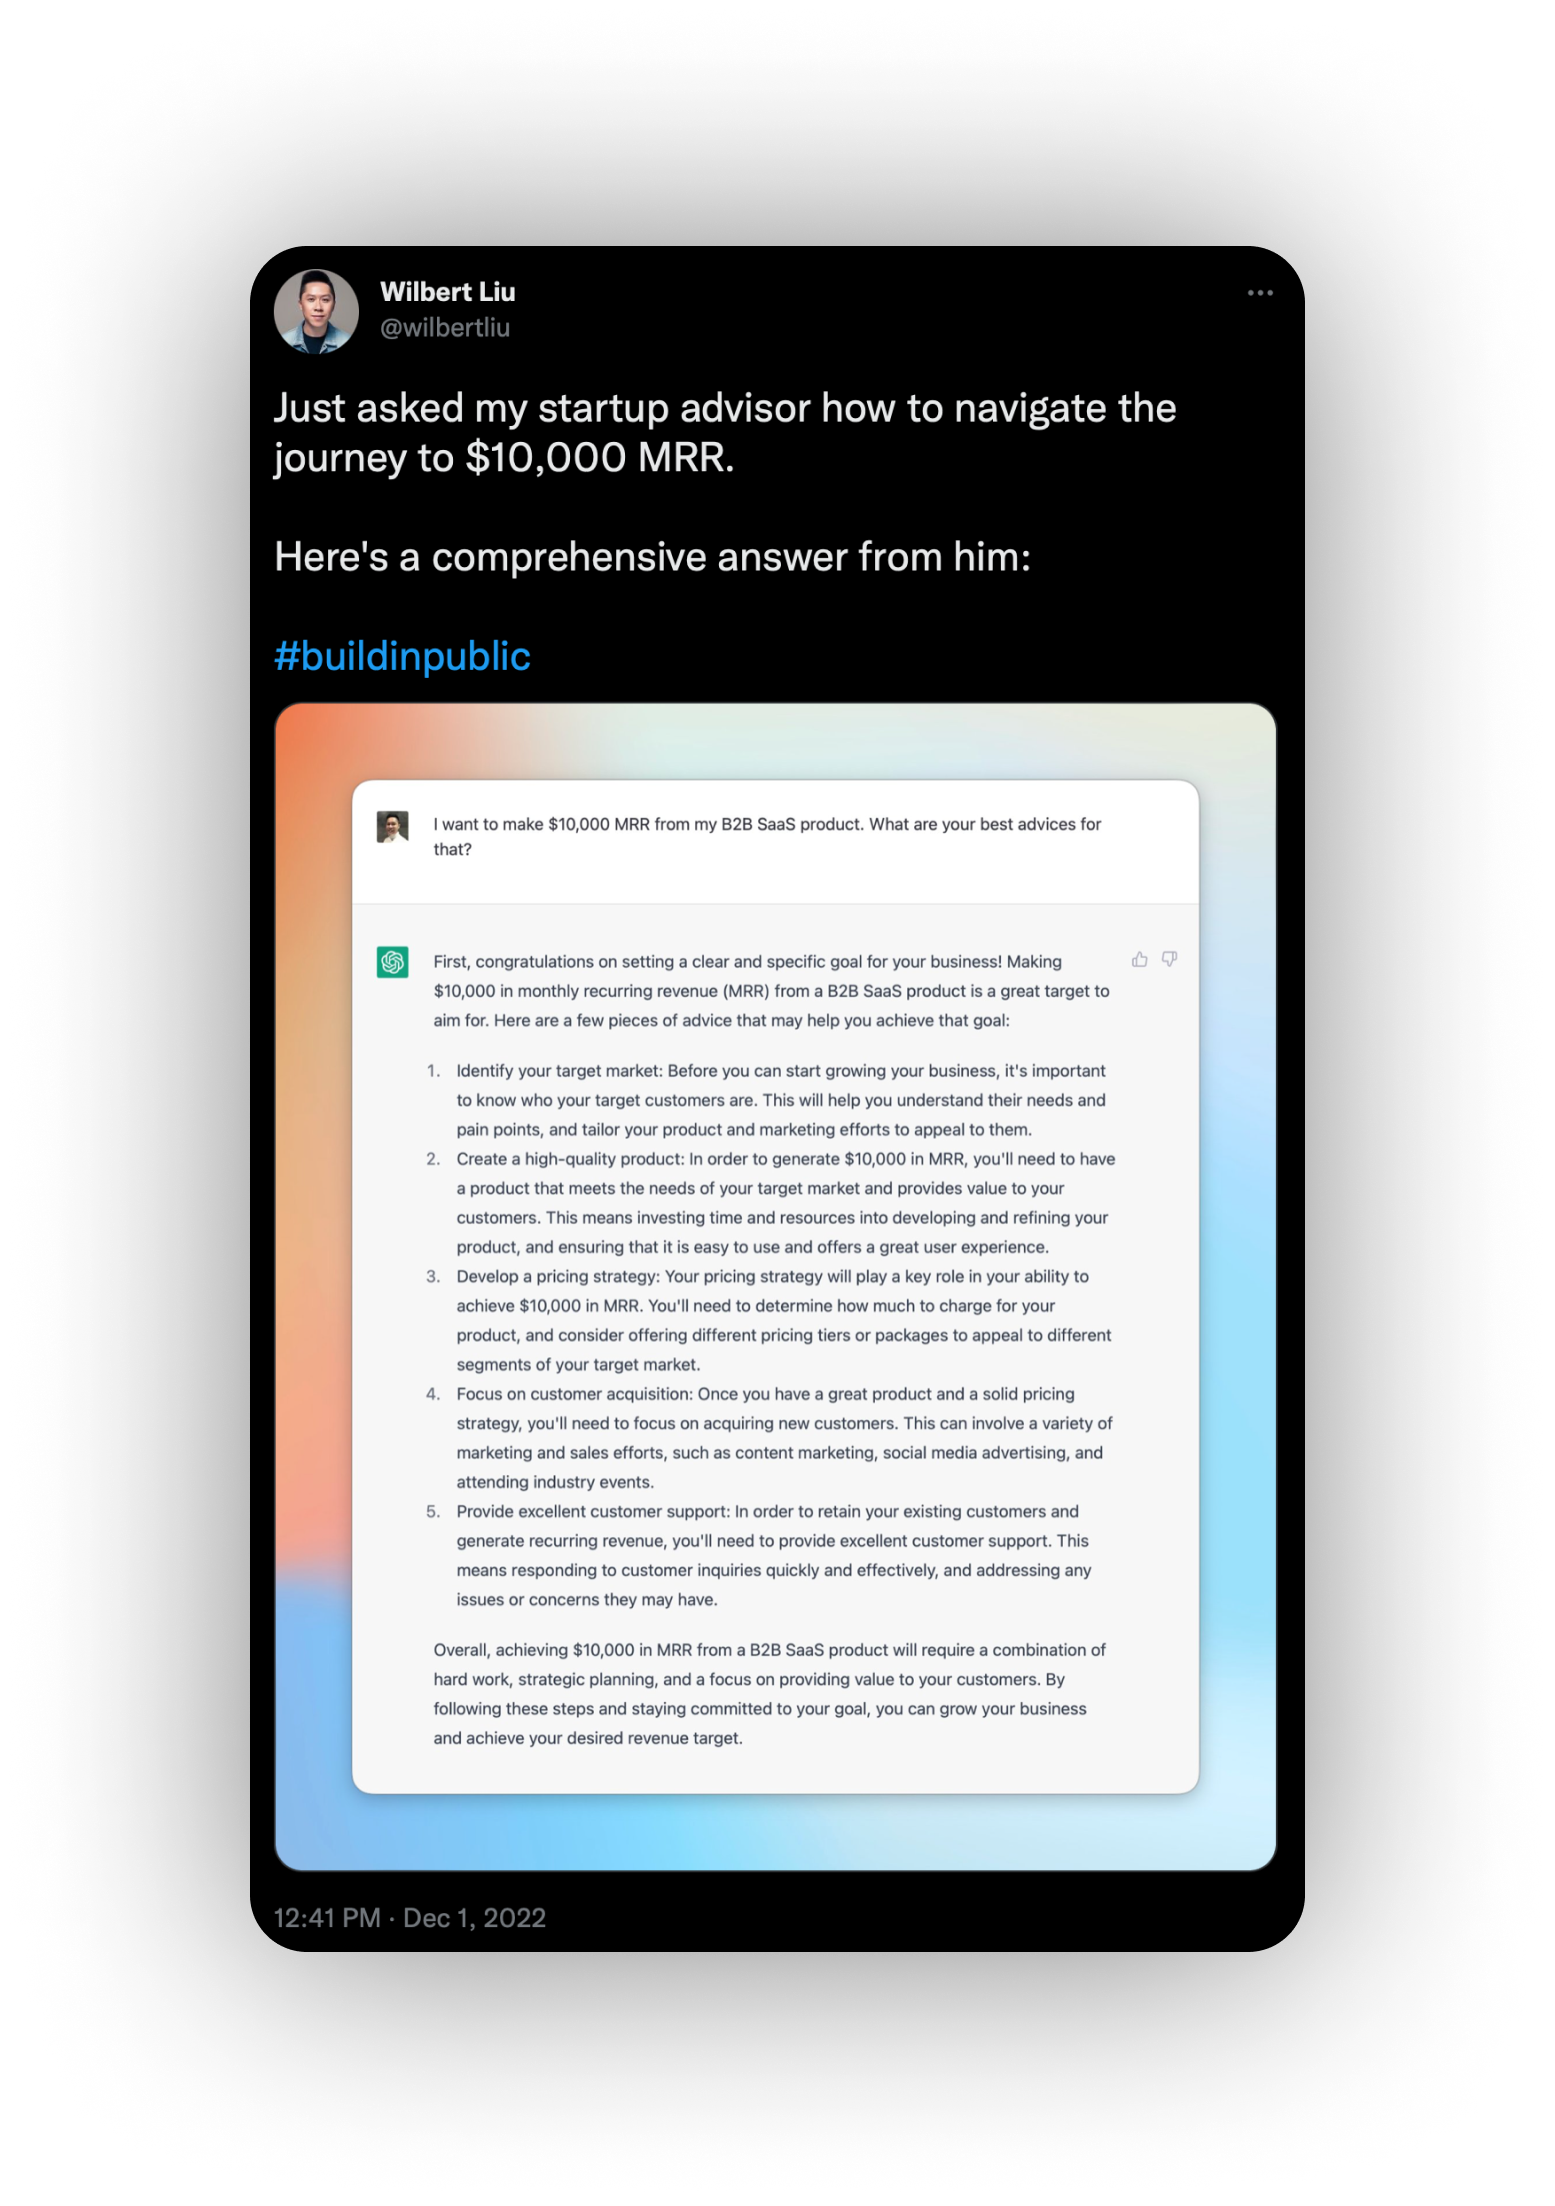 Wilbert Liu
@wilbertliu
Just asked my startup advisor how to navigate the
journey to $10,000 MRR.
Here's a comprehensive answer from him:
#buildinpublic
I want to make $10,000 MRR from my B2B SaaS product. What are your best advices for
that?
First, congratulations on setting a clear and specific goal for your business! Making
$10,000 in monthly recurring revenue (MRR) from a B2B SaaS product is a great target to
aim for. Here are a few pieces of advice that may help you achieve that goal:
1. Identify your target market: Before you can start growing your business, it's important
to know who your target customers are. This will help you understand their needs and
pain points, and tailor your product and marketing efforts to appeal to them.
2. Create a high-quality product: In order to generate $10,000 in MRR, you'll need to have
a product that meets the needs of your target market and provides value to your
customers. This means investing time and resources into developing and refining your
product, and ensuring that it is easy to use and offers a great user experience.
3. Develop a pricing strategy: Your pricing strategy will play a key role in your ability to
achieve $10,000 in MRR. You'll need to determine how much to charge for your
product, and consider offering different pricing tiers or packages to appeal to different
segments of your target market.
4. Focus on customer acquisition: Once you have a great product and a solid pricing
strategy, you'll need to focus on acquiring new customers. This can involve a variety of
marketing and sales efforts, such as content marketing, social media advertising, and
attending industry events.
5. Provide excellent customer support: In order to retain your existing customers and
generate recurring revenue, you'll need to provide excellent customer support. This
means responding to customer inquiries quickly and effectively, and addressing any
issues or concerns they may have.
Overall, achieving $10,000 in MRR from a B2B SaaS product will require a combination of
hard work, strategic planning, and a focus on providing value to your customers. By
following these steps and staying committed to your goal, you can grow your business
and achieve your desired revenue target.
12:41 PM · Dec 1, 2022